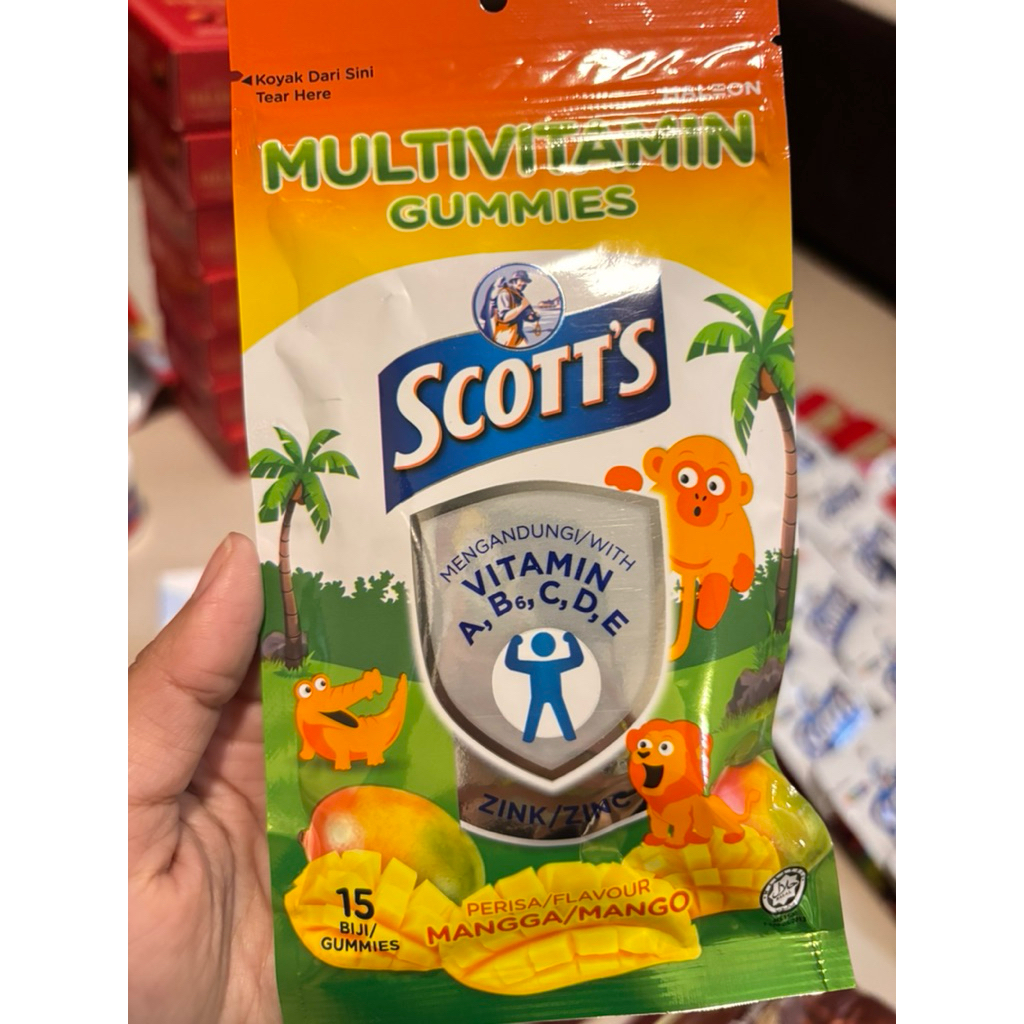 Koyak Dari Sini
Tear Here
HALEON
MULTIVITAMIN
GUMMIES
SCOTT'S
MENGANDUNGI/WITH
VITAMIN
A, B6, C, D, E
ZINK/ZINC
15
BIJI/
GUMMIES
PERISA/FLAVOUR
MANGGA/MANGO